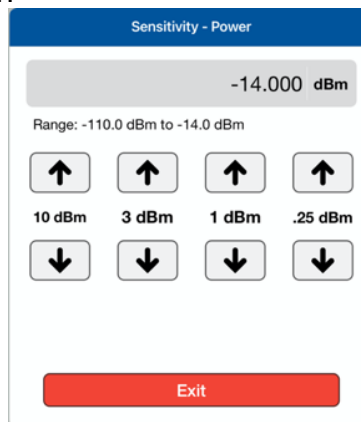 Sensitivity - Power
-14.000 dBm
Range: -110.0 dBm to -14.0 dBm
10 dBm 3 dBm 1 dBm .25 dBm
Exit